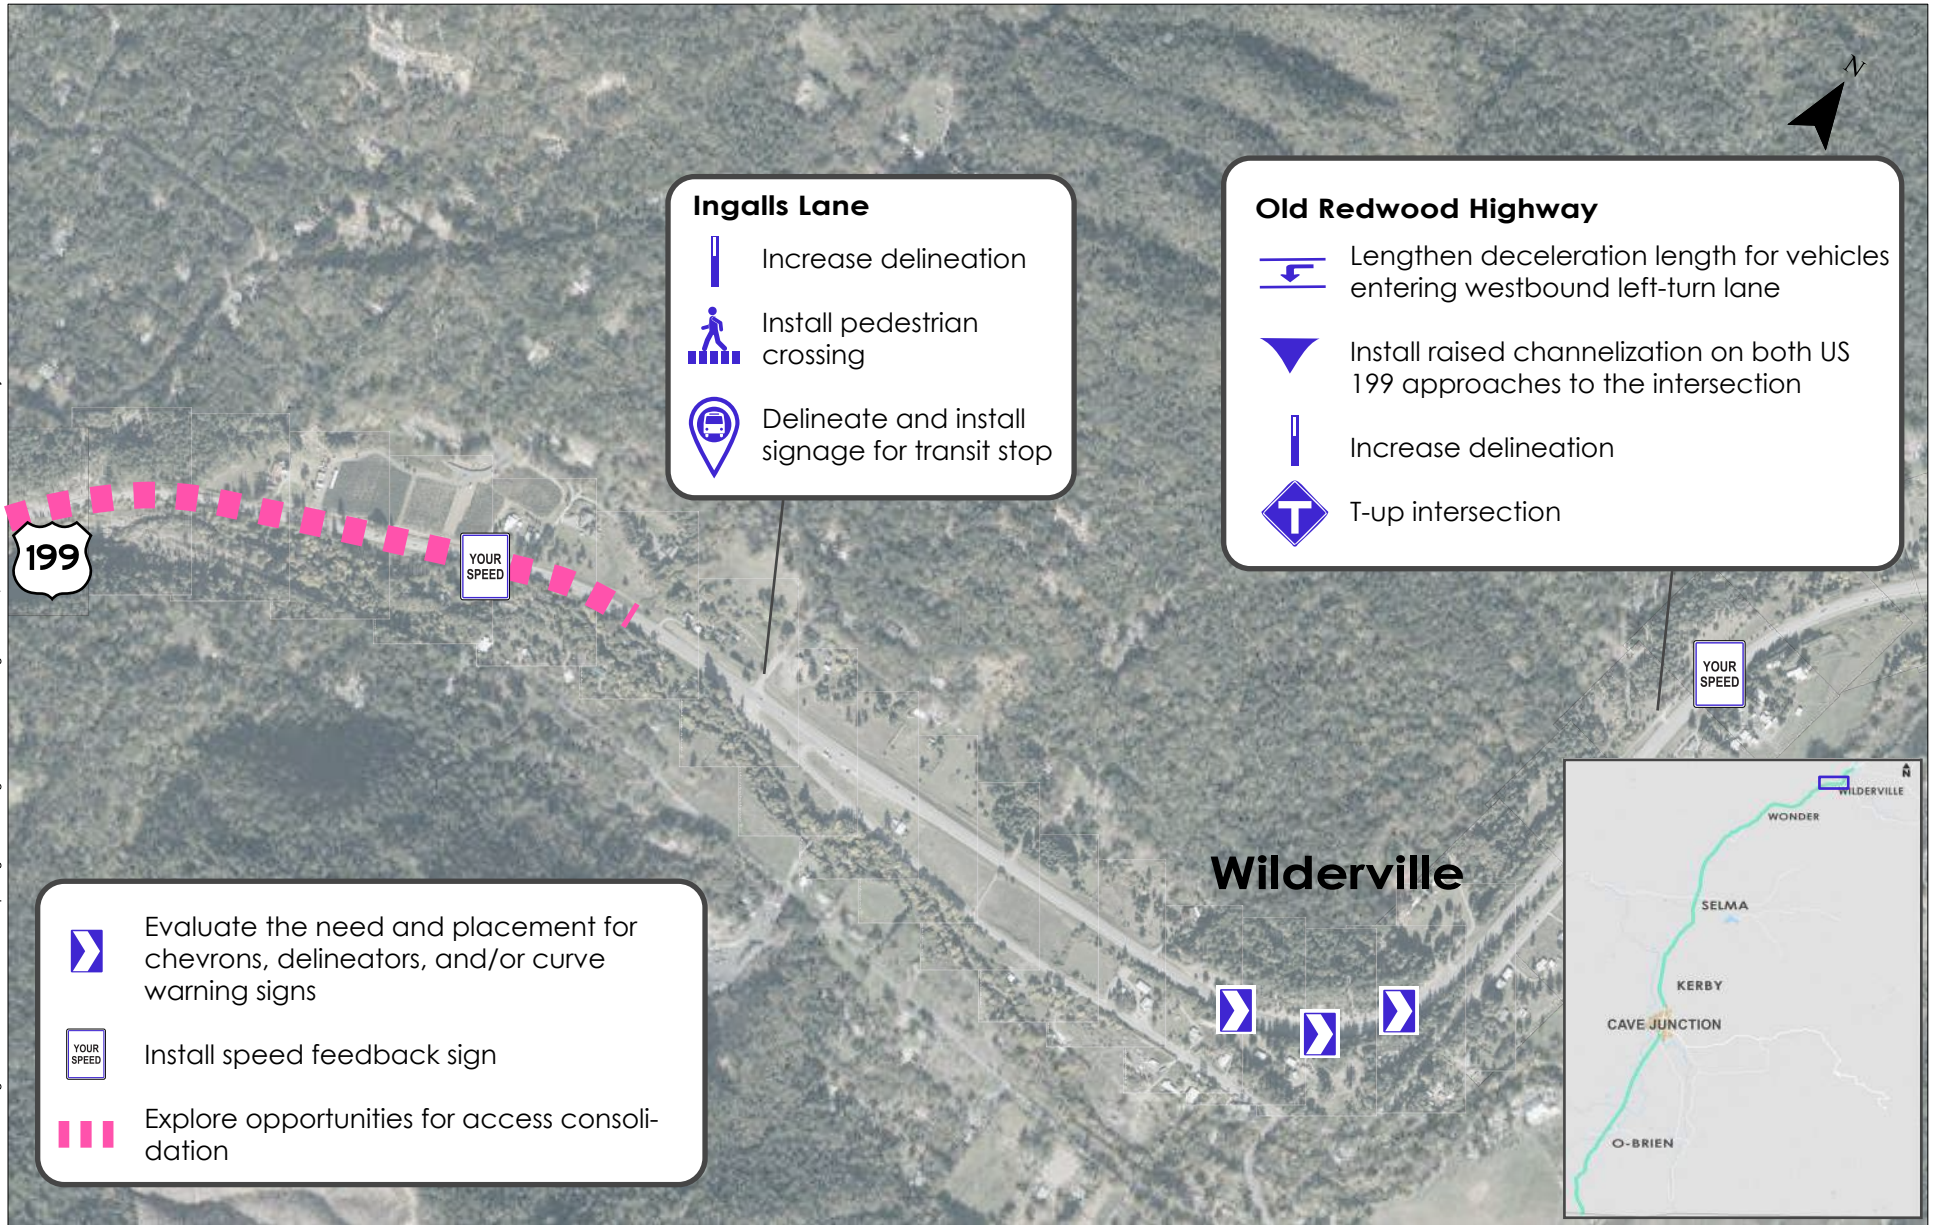 N
Ingalls Lane
Increase delineation
Install pedestrian
crossing
Delineate and install
signage for transit stop
Old Redwood Highway
Lengthen deceleration length for vehicles
entering westbound left-turn lane
Install raised channelization on both US
199 approaches to the intersection
Increase delineation
T
T-up intersection
199
YOUR
SPEED
YOUR
SPEED
Wilderville
Evaluate the need and placement for
chevrons, delineators, and/or curve
warning signs
YOUR
SPEED
Install speed feedback sign
Explore opportunities for access consoli-
dation
N
WILDERVILLE
WONDER
SELMA
KERBY
CAVE JUNCTION
O-BRIEN